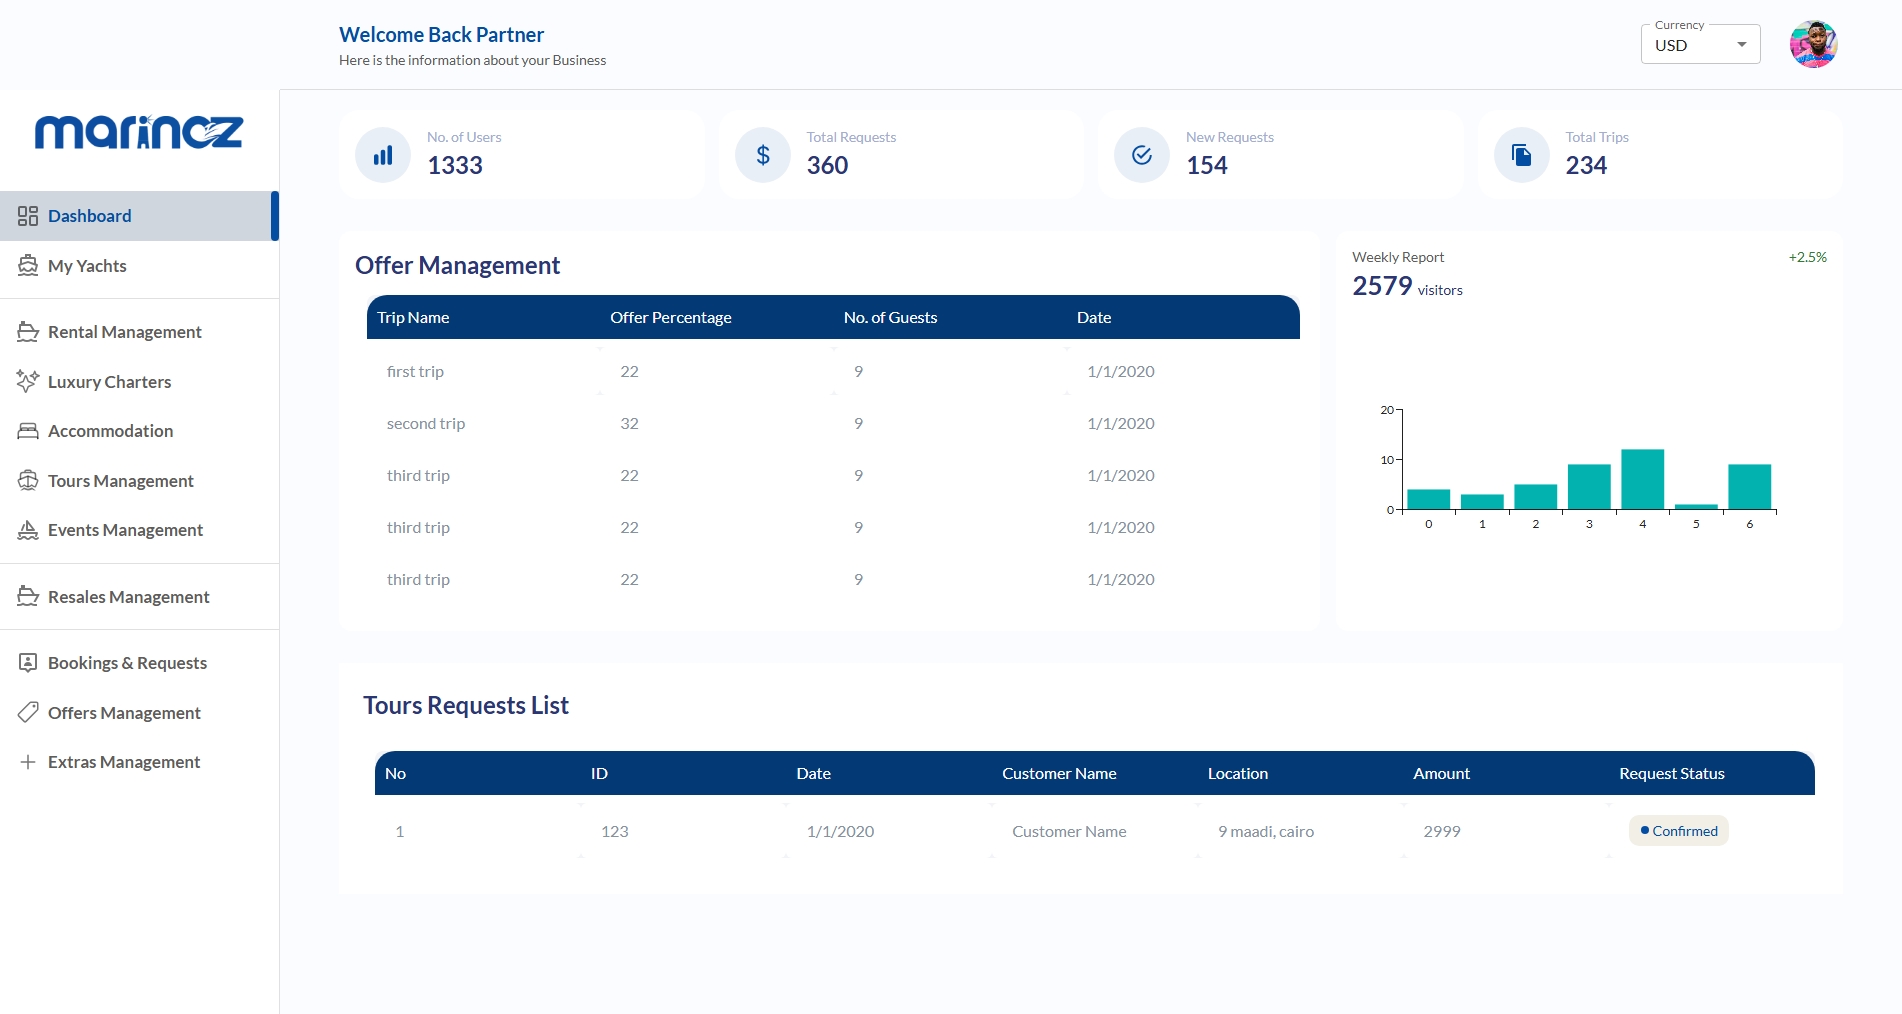 Welcome Back Partner
Here is the information about your Business
Currency
USD
marinoz
Dashboard
My Yachts
Rental Management
Luxury Charters
Accommodation
Tours Management
Events Management
Resales Management
Bookings & Requests
Offers Management
Extras Management
No. of Users
1333
Total Requests
360
New Requests
154
Total Trips
234
Offer Management
Trip Name Offer Percentage No. of Guests Date
first trip 22 9 1/1/2020
second trip 32 9 1/1/2020
third trip 22 9 1/1/2020
third trip 22 9 1/1/2020
third trip 22 9 1/1/2020
Weekly Report +2.5%
2579 visitors
20
10
0
0 1 2 3 4 5 6
Tours Requests List
No ID Date Customer Name Location Amount Request Status
1 123 1/1/2020 Customer Name 9 maadi, cairo 2999 Confirmed